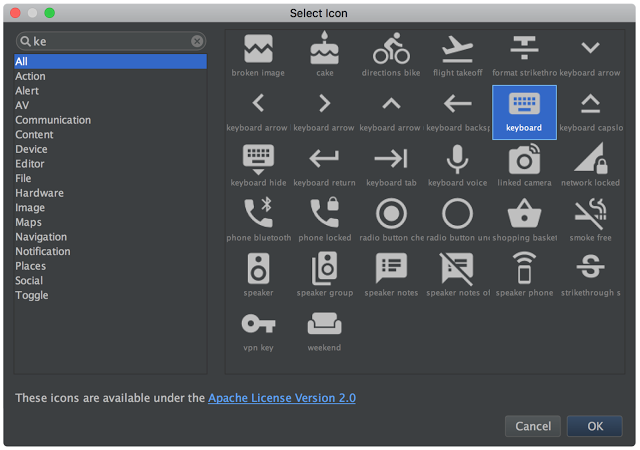 Select Icon
ke
All
Action
Alert
AV
Communication
Content
Device
Editor
File
Hardware
Image
Maps
Navigation
Notification
Places
Social
Toggle
broken image cake directions bike flight takeoff format strikethro keyboard arrow
keyboard arrow keyboard arrow keyboard arrow keyboard backsp keyboard keyboard capslo
keyboard hide keyboard return keyboard tab keyboard voice linked camera network locked
phone bluetooth phone locked radio button che radio button unc shopping basket smoke free
speaker speaker group speaker notes speaker notes of speaker phone strikethrough s
vpn key weekend
These icons are available under the Apache License Version 2.0
Cancel OK